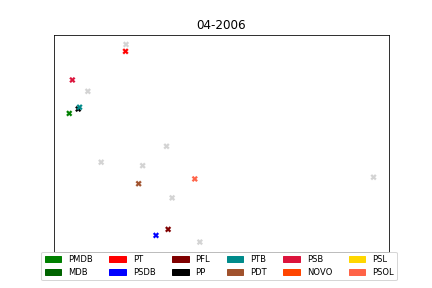 04-2006
PMDB PT PFL PTB PSB PSL
MDB PSDB PP PDT NOVO PSOL